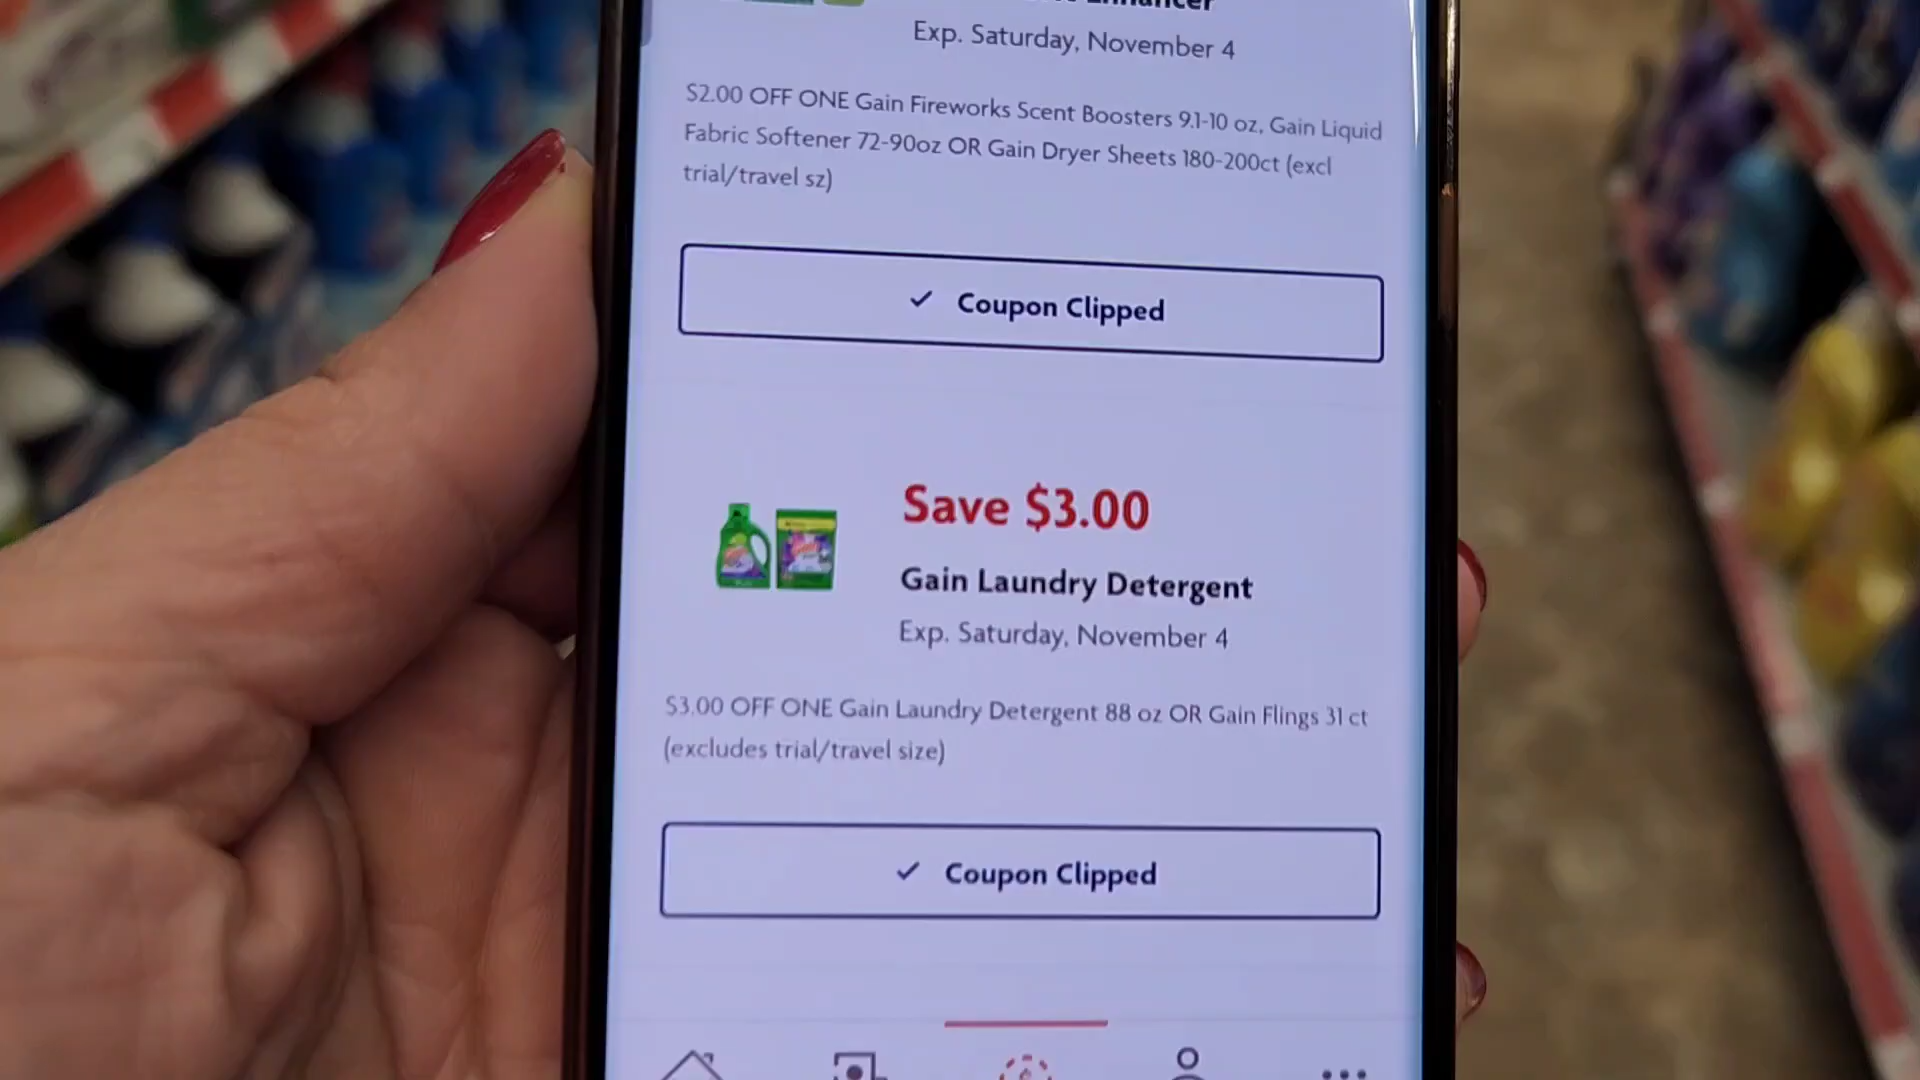 Enhancer
Exp. Saturday, November 4
$2.00 OFF ONE Gain Fireworks Scent Boosters 9.1-10 oz, Gain Liquid
Fabric Softener 72-90oz OR Gain Dryer Sheets 180-200ct (excl
trial/travel sz)
✓ Coupon Clipped
Save $3.00
Gain Laundry Detergent
Exp. Saturday, November 4
$3.00 OFF ONE Gain Laundry Detergent 88 oz OR Gain Flings 31 ct
(excludes trial/travel size)
✓ Coupon Clipped